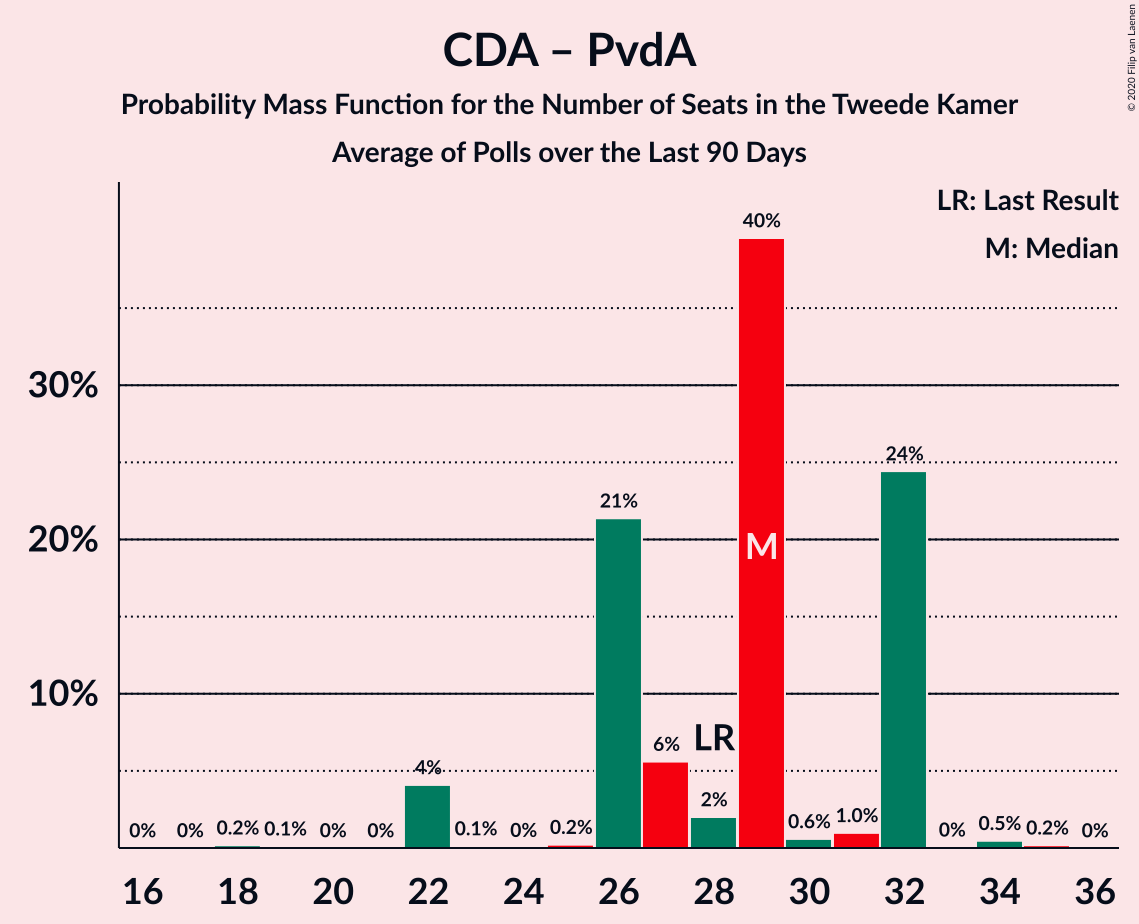 CDA – PvdA
Probability Mass Function for the Number of Seats in the Tweede Kamer
Average of Polls over the Last 90 Days
© 2020 Filip van Laenen
LR: Last Result
M: Median
40%
30%
24%
21%
20%
M
10%
LR
6%
4%
2%
0% 0% 0.2% 0.1% 0% 0% 0.1% 0% 0.2% 0.6% 1.0% 0% 0.5% 0.2% 0%
16 18 20 22 24 26 28 30 32 34 36